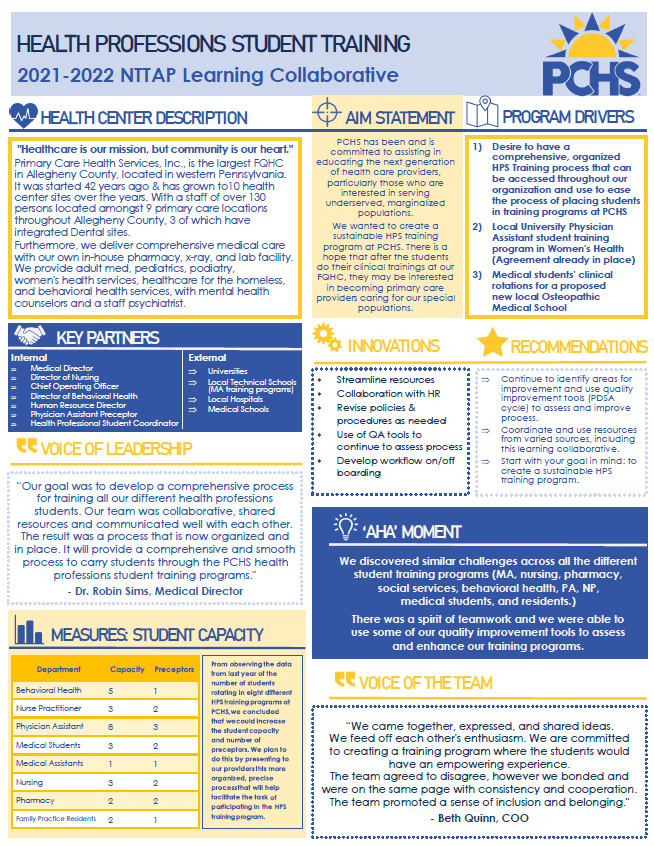 HEALTH PROFESSIONS STUDENT TRAINING
2021-2022 NTTAP Learning Collaborative
PCHS
HEALTH CENTER DESCRIPTION
"Healthcare is our mission, but community is our heart."
Primary Care Health Services, Inc., is the largest FQHC
in Allegheny County, located in western Pennsylvania.
It was started 42 years ago & has grown to10 health
center sites over the years. With a staff of over 130
persons located amongst 9 primary care locations
throughout Allegheny County, 3 of which have
integrated Dental sites.
Furthermore, we deliver comprehensive medical care
with our own in-house pharmacy, x-ray, and lab facility.
We provide adult med, pediatrics, podiatry,
women's health services, healthcare for the homeless,
and behavioral health services, with mental health
counselors and a staff psychiatrist.
AIM STATEMENT
PCHS has been and is
committed to assisting in
educating the next generation
of health care providers,
particularly those who are
interested in serving
underserved, marginalized
populations.
We wanted to create a
sustainable HPS training
program at PCHS. There is a
hope that after the students
do their clinical trainings at our
FGHC, they may be interested
in becoming primary care
providers caring for our special
populations.
PROGRAM DRIVERS
1) Desire to have a
comprehensive, organized
HPS Training process that can
be accessed throughout our
organization and use to ease
the process of placing students
in training programs at PCHS
2) Local University Physician
Assistant student training
program in Women's Health
(Agreement already in place)
3) Medical students' clinical
rotations for a proposed
new local Osteopathic
Medical School
KEY PARTNERS
Internal
⇒ Medical Director
⇒ Director of Nursing
⇒ Chief Operating Officer
⇒ Director of Behavioral Health
⇒ Human Resource Director
⇒ Physician Assistant Preceptor
⇒ Health Professional Student Coordinator
External
⇒ Universities
⇒ Local Technical Schools
(MA training programs)
⇒ Local Hospitals
⇒ Medical Schools
INNOVATIONS
• Streamline resources
• Collaboration with HR
• Revise policies &
procedures as needed
• Use of QA tools to
continue to assess process
• Develop workflow on/off
boarding
RECOMMENDATIONS
⇒ Continue to identify areas for
improvement and use quality
improvement tools (PDSA
cycle) to assess and improve
process.
⇒ Coordinate and use resources
from varied sources, including
this learning collaborative.
⇒ Start with your goal in mind: to
create a sustainable HPS
training program.
VOICE OF LEADERSHIP
“Our goal was to develop a comprehensive process
for training all our different health professions
students. Our team was collaborative, shared
resources and communicated well with each other.
The result was a process that is now organized and
in place. It will provide a comprehensive and smooth
process to carry students through the PCHS health
professions student training programs.”
- Dr. Robin Sims, Medical Director
‘AHA’ MOMENT
We discovered similar challenges across all the different
student training programs (MA, nursing, pharmacy,
social services, behavioral health, PA, NP,
medical students, and residents.)
There was a spirit of teamwork and we were able to
use some of our quality improvement tools to assess
and enhance our training programs.
MEASURES: STUDENT CAPACITY
Department Capacity Preceptors
Behavioral Health 5 1
Nurse Practitioner 3 2
Physician Assistant 8 3
Medical Students 3 2
Medical Assistants 1 1
Nursing 3 2
Pharmacy 2 2
Family Practice Residents 2 1
From observing the data
from last year of the
number of students
rotating in eight different
HPS training programs at
PCHS, we concluded
that we could increase
the student capacity
and number of
preceptors. We plan to
do this by presenting to
our providers this more
organized, precise
process that will help
facilitate the task of
participating in the HPS
training program.
VOICE OF THE TEAM
“We came together, expressed, and shared ideas.
We feed off each other's enthusiasm. We are committed
to creating a training program where the students would
have an empowering experience.
The team agreed to disagree, however we bonded and
were on the same page with consistency and cooperation.
The team promoted a sense of inclusion and belonging.”
- Beth Quinn, COO